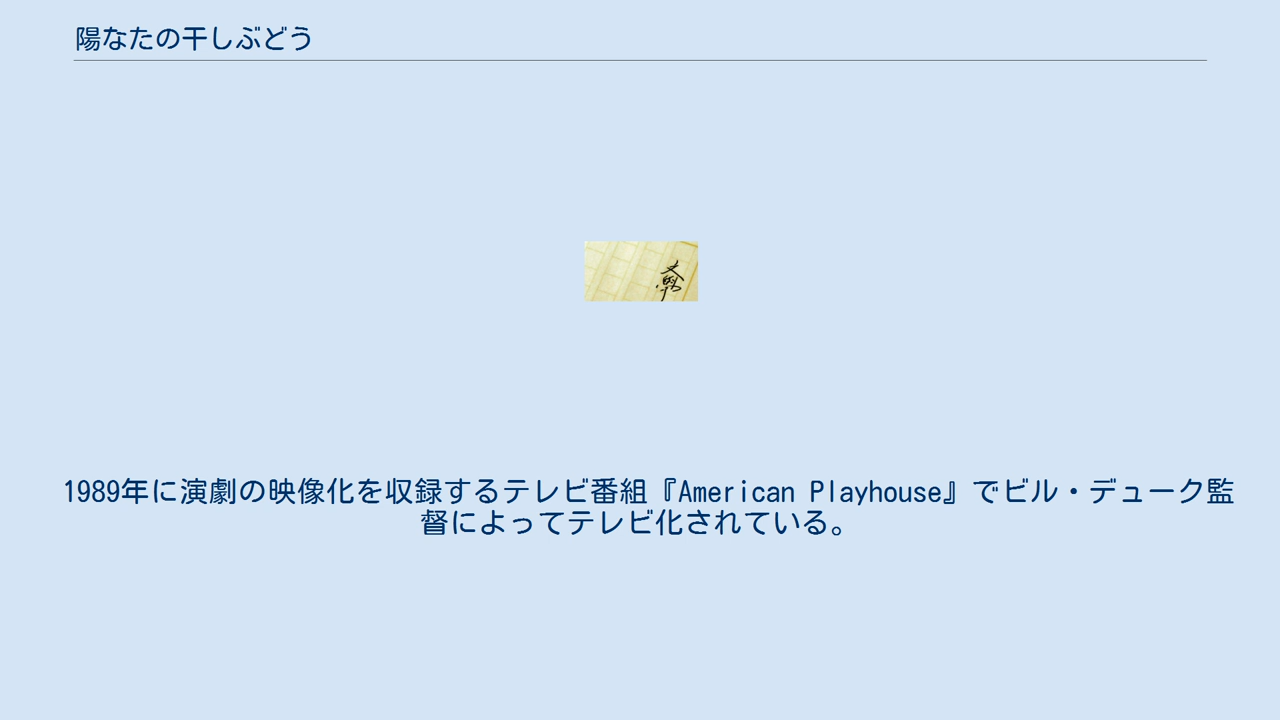 陽なたの干しぶどう
1989年に演劇の映像化を収録するテレビ番組『American Playhouse』でビル・デューク監
督によってテレビ化されている。